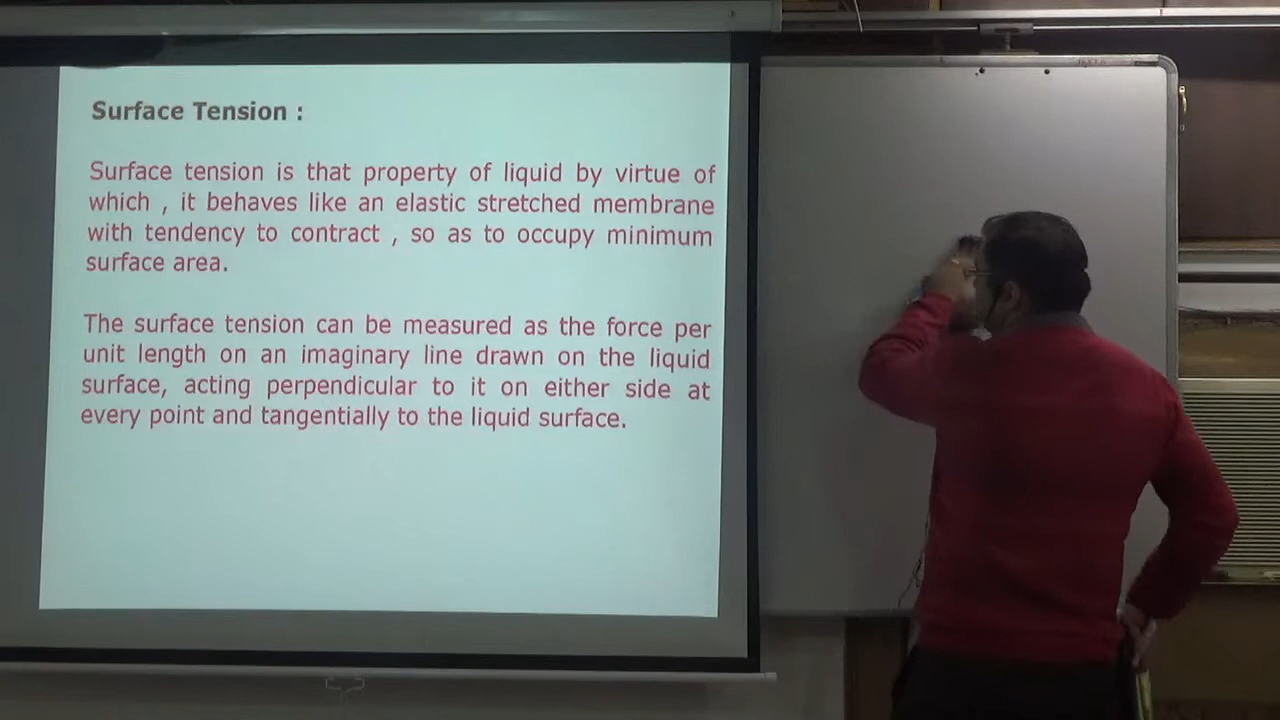 Surface Tension :
Surface tension is that property of liquid by virtue of
which , it behaves like an elastic stretched membrane
with tendency to contract , so as to occupy minimum
surface area.
The surface tension can be measured as the force per
unit length on an imaginary line drawn on the liquid
surface, acting perpendicular to it on either side at
every point and tangentially to the liquid surface.